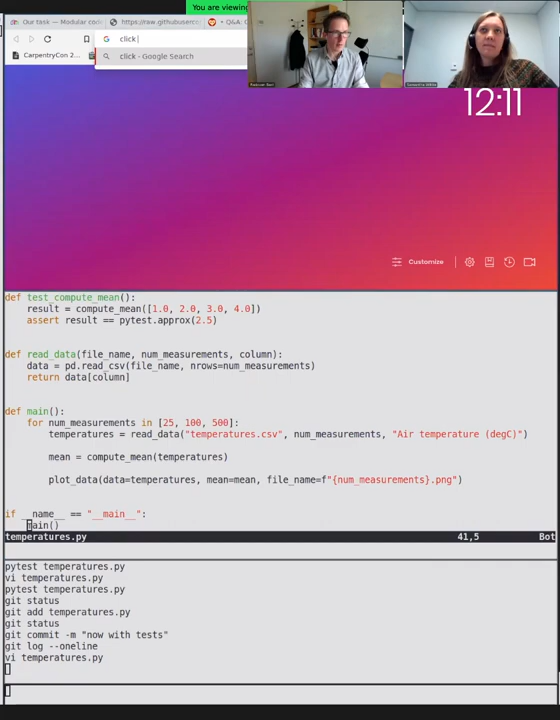 You are viewing
Our task — Modular code
https://raw.githubuserc
Q&A:
click
CarpentryCon 2...
click - Google Search
12:11
Customize
def test_compute_mean():
    result = compute_mean([1.0, 2.0, 3.0, 4.0])
    assert result == pytest.approx(2.5)
def read_data(file_name, num_measurements, column):
    data = pd.read_csv(file_name, nrows=num_measurements)
    return data[column]
def main():
    for num_measurements in [25, 100, 500]:
        temperatures = read_data("temperatures.csv", num_measurements, "Air temperature (degC)")
        mean = compute_mean(temperatures)
        plot_data(data=temperatures, mean=mean, file_name=f"{num_measurements}.png")
if __name__ == "__main__":
    main()
temperatures.py 41,5 Bot
pytest temperatures.py
vi temperatures.py
pytest temperatures.py
git status
git add temperatures.py
git status
git commit -m "now with tests"
git log --oneline
vi temperatures.py